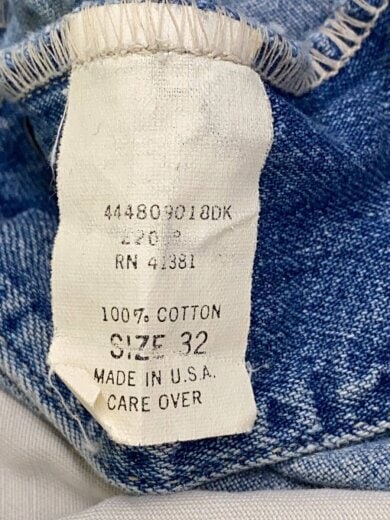 444809018DK
RN 41381
100% COTTON
SIZE 32
MADE IN U.S.A.
CARE OVER